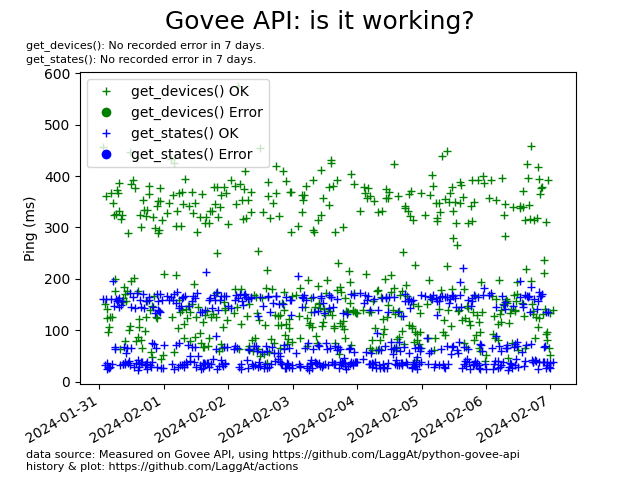 Govee API: is it working?
get_devices(): No recorded error in 7 days.
get_states(): No recorded error in 7 days.
get_devices() OK
get_devices() Error
get_states() OK
get_states() Error
Ping (ms)
600
500
400
300
200
100
0
2024-01-31
2024-02-01
2024-02-02
2024-02-03
2024-02-04
2024-02-05
2024-02-06
2024-02-07
data source: Measured on Govee API, using https://github.com/LaggAt/python-govee-api
history & plot: https://github.com/LaggAt/actions